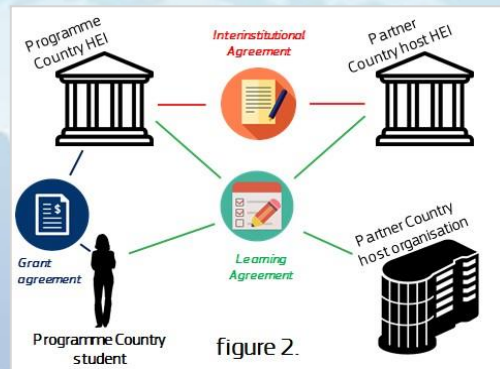 Programme
Country HEI
Interinstitutional
Agreement
Partner
Country host HEI
$
Grant
agreement
Learning
Agreement
Partner Country
host organisation
Programme Country
student
figure 2.